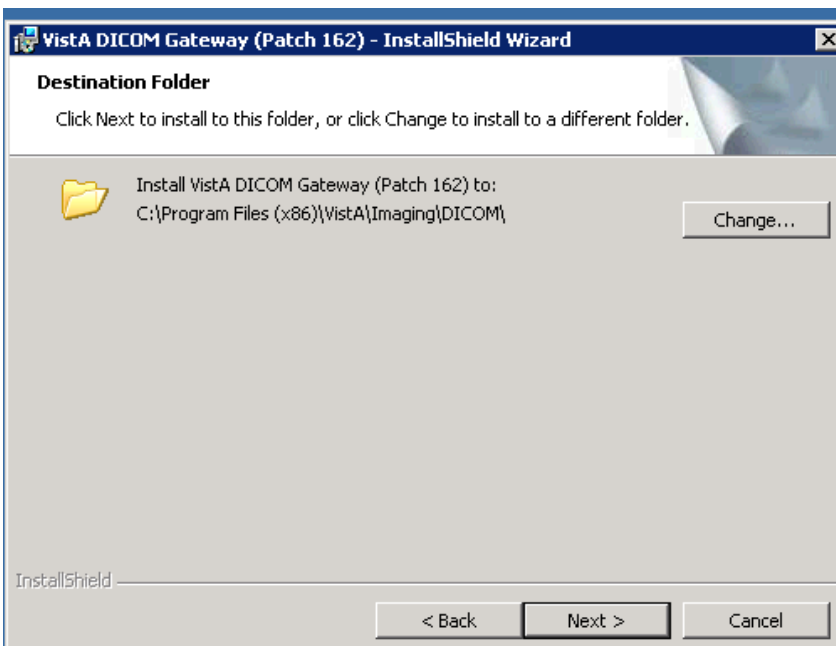 VistA DICOM Gateway (Patch 162) - InstallShield Wizard
Destination Folder
Click Next to install to this folder, or click Change to install to a different folder.
Install VistA DICOM Gateway (Patch 162) to:
C:\Program Files (x86)\VistA\Imaging\DICOM\
Change...
InstallShield
< Back
Next >
Cancel